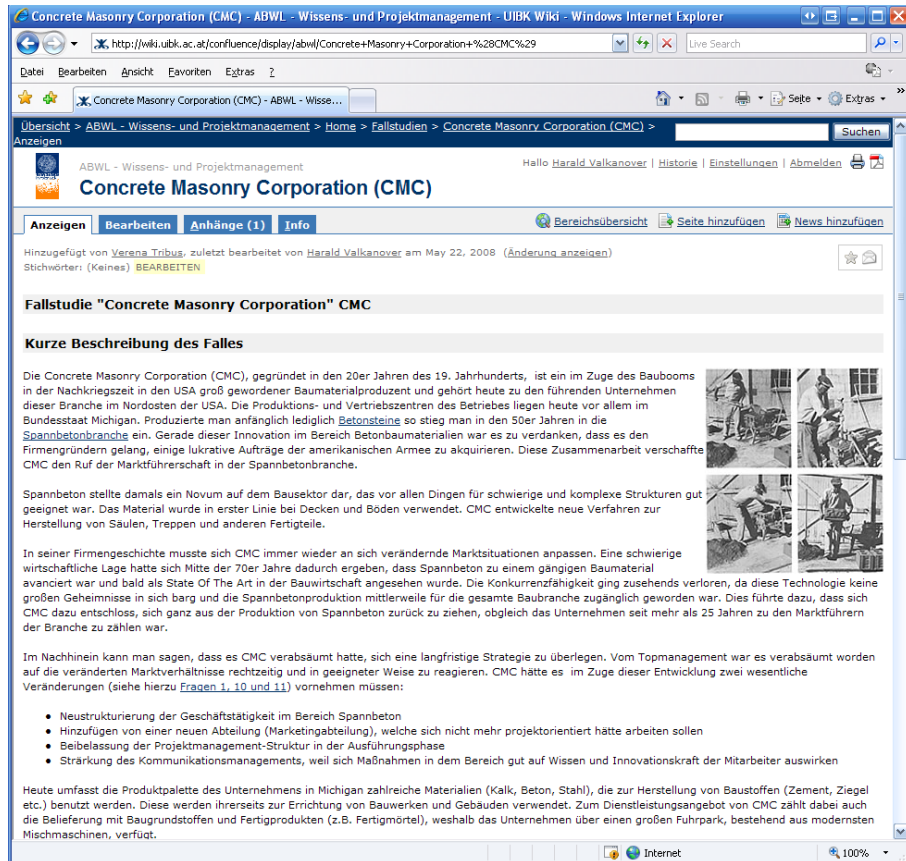 Concrete Masonry Corporation (CMC) - ABWL - Wissens- und Projektmanagement - UIBK Wiki - Windows Internet Explorer
http://wiki.uibk.ac.at/confluence/display/abwl/Concrete+Masonry+Corporation+%28CMC%29
Live Search
Datei Bearbeiten Ansicht Favoriten Extras ?
Concrete Masonry Corporation (CMC) - ABWL - Wisse...
Seite Extras »
Übersicht > ABWL - Wissens- und Projektmanagement > Home > Fallstudien > Concrete Masonry Corporation (CMC) >
Anzeigen
Suchen
ABWL - Wissens- und Projektmanagement
Hallo Harald Valkanover | Historie | Einstellungen | Abmelden
Concrete Masonry Corporation (CMC)
Anzeigen Bearbeiten Anhänge (1) Info
Bereichsübersicht Seite hinzufügen News hinzufügen
Hinzugefügt von Verena Tribus, zuletzt bearbeitet von Harald Valkanover am May 22, 2008 (Änderung anzeigen)
Stichwörter: (Keines) BEARBEITEN
Fallstudie "Concrete Masonry Corporation" CMC
Kurze Beschreibung des Falles
Die Concrete Masonry Corporation (CMC), gegründet in den 20er Jahren des 19. Jahrhunderts, ist ein im Zuge des Baubooms
in der Nachkriegszeit in den USA groß gewordener Baumaterialproduzent und gehört heute zu den führenden Unternehmen
dieser Branche im Nordosten der USA. Die Produktions- und Vertriebszentren des Betriebes liegen heute vor allem im
Bundesstaat Michigan. Produzierte man anfänglich lediglich Betonsteine so stieg man in den 50er Jahren in die
Spannbetonbranche ein. Gerade dieser Innovation im Bereich Betonbaumaterialien war es zu verdanken, dass es den
Firmengründern gelang, einige lukrative Aufträge der amerikanischen Armee zu akquirieren. Diese Zusammenarbeit verschaffte
CMC den Ruf der Marktführerschaft in der Spannbetonbranche.
Spannbeton stellte damals ein Novum auf dem Bausektor dar, das vor allen Dingen für schwierige und komplexe Strukturen gut
geeignet war. Das Material wurde in erster Linie bei Decken und Böden verwendet. CMC entwickelte neue Verfahren zur
Herstellung von Säulen, Treppen und anderen Fertigteile.
In seiner Firmengeschichte musste sich CMC immer wieder an sich verändernde Marktsituationen anpassen. Eine schwierige
wirtschaftliche Lage hatte sich Mitte der 70er Jahre dadurch ergeben, dass Spannbeton zu einem gängigen Baumaterial
avanciert war und bald als State Of The Art in der Bauwirtschaft angesehen wurde. Die Konkurrenzfähigkeit ging zusehends verloren, da diese Technologie keine
großen Geheimnisse in sich barg und die Spannbetonproduktion mittlerweile für die gesamte Baubranche zugänglich geworden war. Dies führte dazu, dass sich
CMC dazu entschloss, sich ganz aus der Produktion von Spannbeton zurück zu ziehen, obgleich das Unternehmen seit mehr als 25 Jahren zu den Marktführern
der Branche zu zählen war.
Im Nachhinein kann man sagen, dass es CMC verabsäumt hatte, sich eine langfristige Strategie zu überlegen. Vom Topmanagement war es verabsäumt worden
auf die veränderten Marktverhältnisse rechtzeitig und in geeigneter Weise zu reagieren. CMC hätte es im Zuge dieser Entwicklung zwei wesentliche
Veränderungen (siehe hierzu Fragen 1, 10 und 11) vornehmen müssen:
• Neustrukturierung der Geschäftstätigkeit im Bereich Spannbeton
• Hinzufügen von einer neuen Abteilung (Marketingabteilung), welche sich nicht mehr projektorientiert hätte arbeiten sollen
• Beibelassung der Projektmanagement-Struktur in der Ausführungsphase
• Strärkung des Kommunikationsmanagements, weil sich Maßnahmen in dem Bereich gut auf Wissen und Innovationskraft der Mitarbeiter auswirken
Heute umfasst die Produktpalette des Unternehmens in Michigan zahlreiche Materialien (Kalk, Beton, Stahl), die zur Herstellung von Baustoffen (Zement, Ziegel
etc.) benutzt werden. Diese werden ihrerseits zur Errichtung von Bauwerken und Gebäuden verwendet. Zum Dienstleistungsangebot von CMC zählt dabei auch
die Belieferung mit Baugrundstoffen und Fertigprodukten (z.B. Fertigmörtel), weshalb das Unternehmen über einen großen Fuhrpark, bestehend aus modernsten
Mischmaschinen, verfügt.
Internet 100%